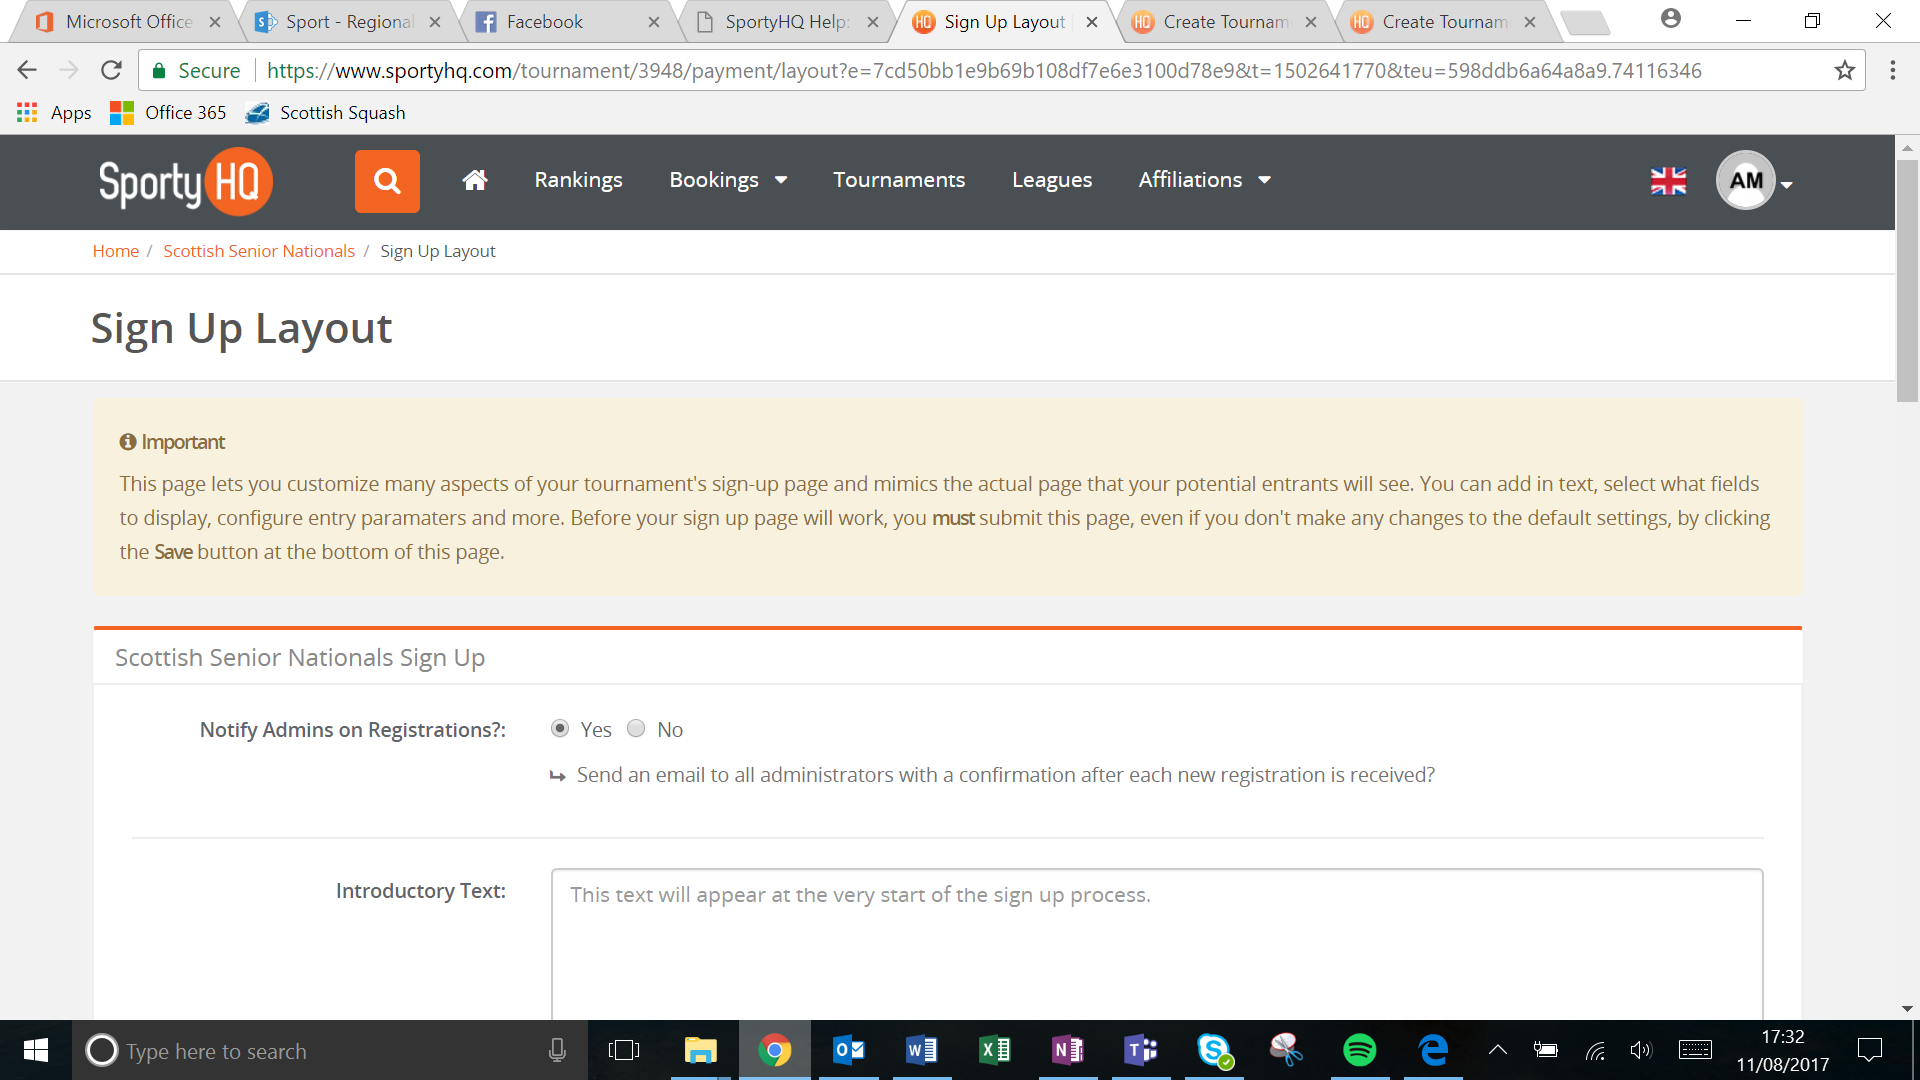 Microsoft Office
Sport - Regional
Facebook
SportyHQ Help:
HQ Sign Up Layout
HQ Create Tournam
HQ Create Tournam
Secure https://www.sportyhq.com/tournament/3948/payment/layout?e=7cd50bb1e9b69b108df7e6e3100d78e9&t=1502641770&teu=598ddb6a64a8a9.74116346
Apps Office 365 Scottish Squash
Sporty HQ Rankings Bookings Tournaments Leagues Affiliations AM
Home / Scottish Senior Nationals / Sign Up Layout
Sign Up Layout
Important
This page lets you customize many aspects of your tournament's sign-up page and mimics the actual page that your potential entrants will see. You can add in text, select what fields
to display, configure entry paramaters and more. Before your sign up page will work, you must submit this page, even if you don't make any changes to the default settings, by clicking
the Save button at the bottom of this page.
Scottish Senior Nationals Sign Up
Notify Admins on Registrations?: Yes No
Send an email to all administrators with a confirmation after each new registration is received?
Introductory Text: This text will appear at the very start of the sign up process.
Type here to search
17:32
11/08/2017